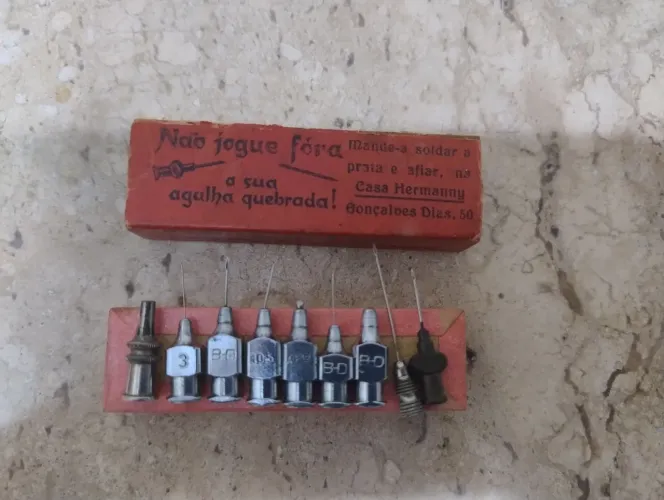 Não jogue fóra
a sua
agulha quebrada!
Mande-a soldar a
prata e afiar, na
Casa Hermanny
Gonçalves Dias, 50
3
B-D
B-D
B-D